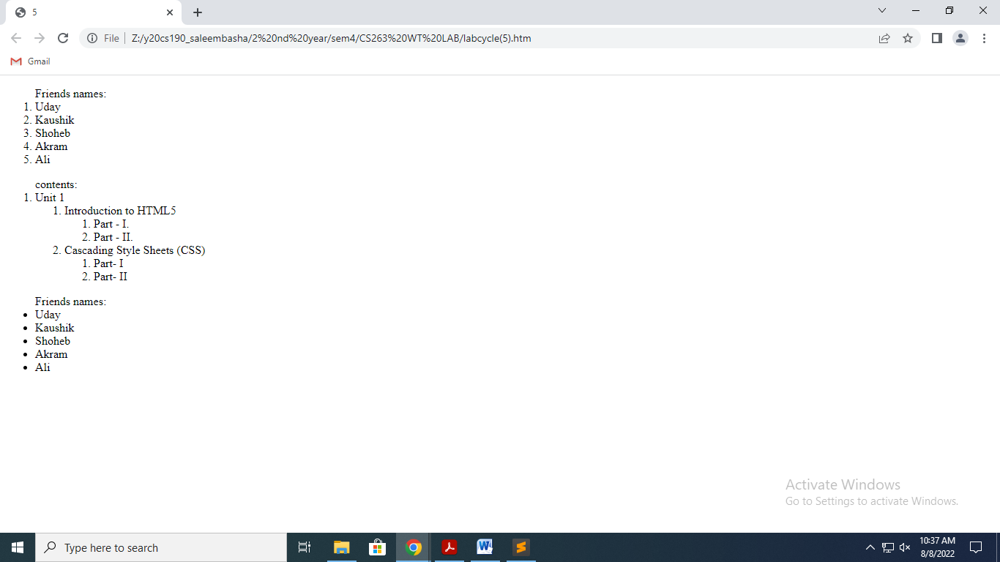 5
File Z:/y20cs190_saleembasha/2%20nd%20year/sem4/CS263%20WT%20LAB/labcycle(5).htm
Gmail
Friends names:
1. Uday
2. Kaushik
3. Shoheb
4. Akram
5. Ali
contents:
1. Unit 1
1. Introduction to HTML5
1. Part - I.
2. Part - II.
2. Cascading Style Sheets (CSS)
1. Part- I
2. Part- II
Friends names:
• Uday
• Kaushik
• Shoheb
• Akram
• Ali
Activate Windows
Go to Settings to activate Windows.
Type here to search
10:37 AM
8/8/2022